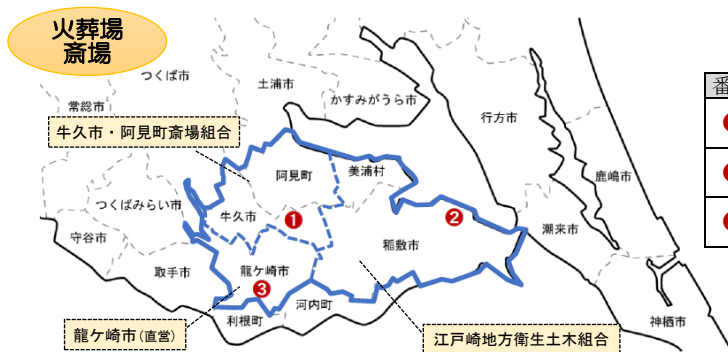 火葬場
斎場
つくば市
土浦市
かすみがうら市
常総市
行方市
牛久市・阿見町斎場組合
阿見町
美浦村
鹿嶋市
つくばみらい市
牛久市
❶
❷
守谷市
稲敷市
潮来市
取手市
龍ケ崎市
❸
河内町
利根町
神栖市
龍ケ崎市(直営)
江戸崎地方衛生土木組合